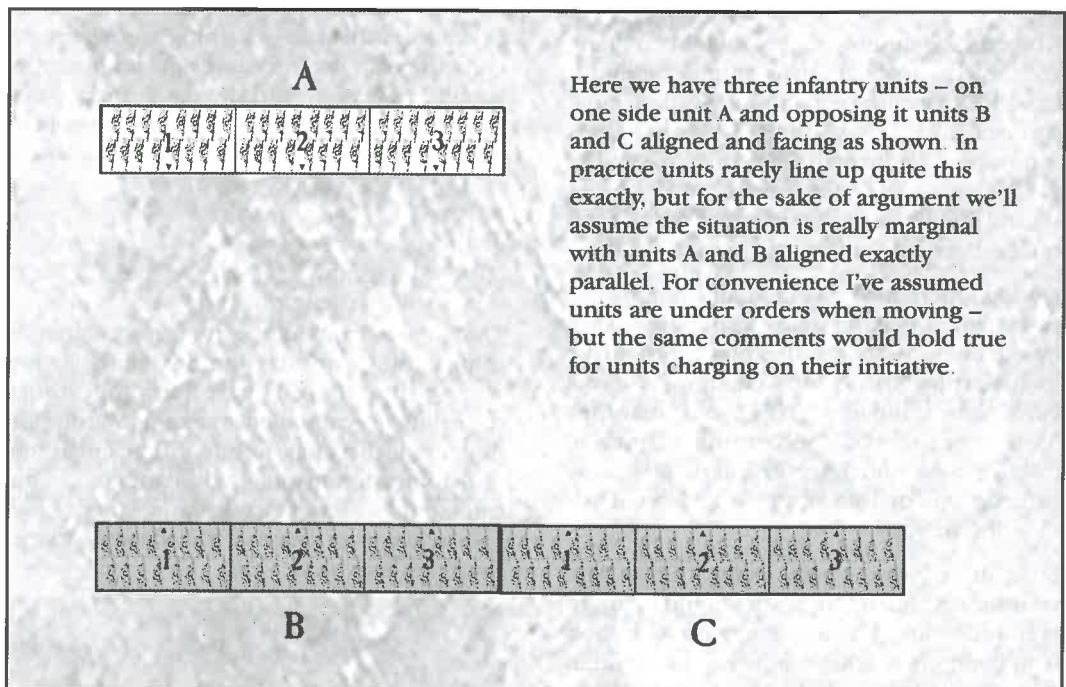 A
1 2 3
Here we have three infantry units – on
one side unit A and opposing it units B
and C aligned and facing as shown. In
practice units rarely line up quite this
exactly, but for the sake of argument we'll
assume the situation is really marginal
with units A and B aligned exactly
parallel. For convenience I've assumed
units are under orders when moving –
but the same comments would hold true
for units charging on their initiative.
1 2 3 1 2 3
B C